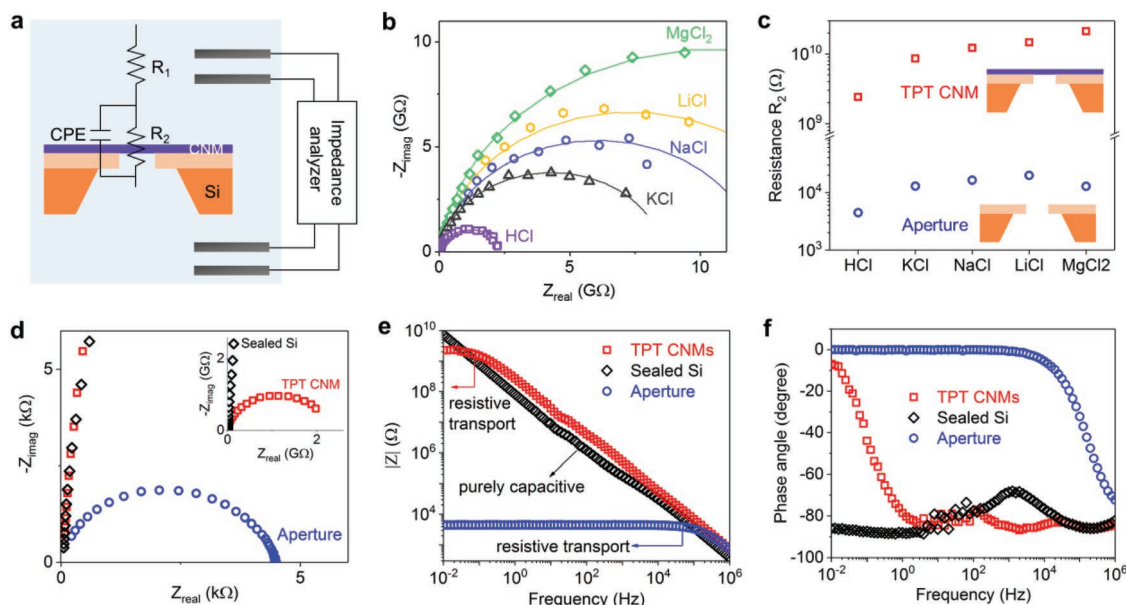 a
R1
CPE
R2
CNM
Si
Impedance
analyzer
b
-Zimag (GΩ)
10
5
0
0
5
10
Zreal (GΩ)
MgCl2
LiCl
NaCl
KCl
HCl
c
Resistance R2 (Ω)
10^10
10^9
10^4
10^3
TPT CNM
Aperture
HCl
KCl
NaCl
LiCl
MgCl2
d
-Zimag (kΩ)
5
0
0
2
4
6
Zreal (kΩ)
Aperture
-Zimag (GΩ)
2
0
0
2
Zreal (GΩ)
Sealed Si
TPT CNM
e
|Z| (Ω)
10^10
10^8
10^6
10^4
10^-2
10^0
10^2
10^4
10^6
Frequency (Hz)
TPT CNMs
Sealed Si
Aperture
resistive
transport
purely capacitive
resistive transport
f
Phase angle (degree)
0
-20
-40
-60
-80
-100
10^-2
10^0
10^2
10^4
10^6
Frequency (Hz)
TPT CNMs
Sealed Si
Aperture